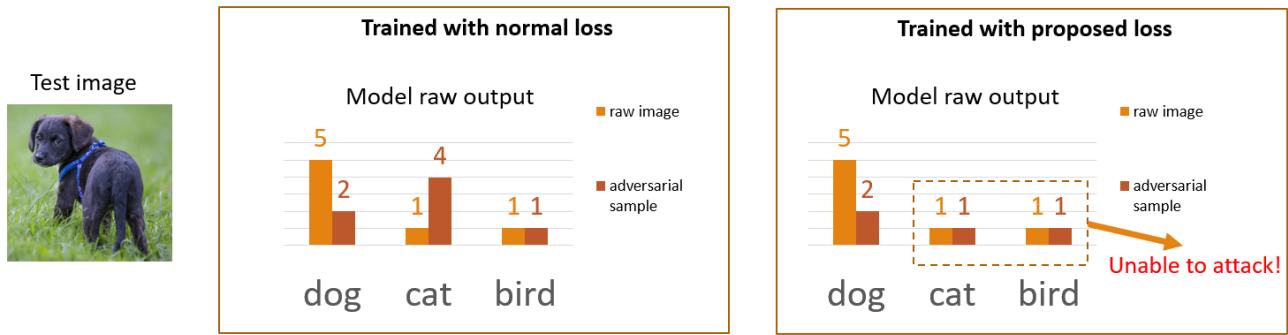 Test image
Trained with normal loss
Model raw output
raw image
adversarial
sample
5
2
1
4
1
1
dog
cat
bird
Trained with proposed loss
Model raw output
raw image
adversarial
sample
5
2
1
1
1
1
Unable to attack!
dog
cat
bird